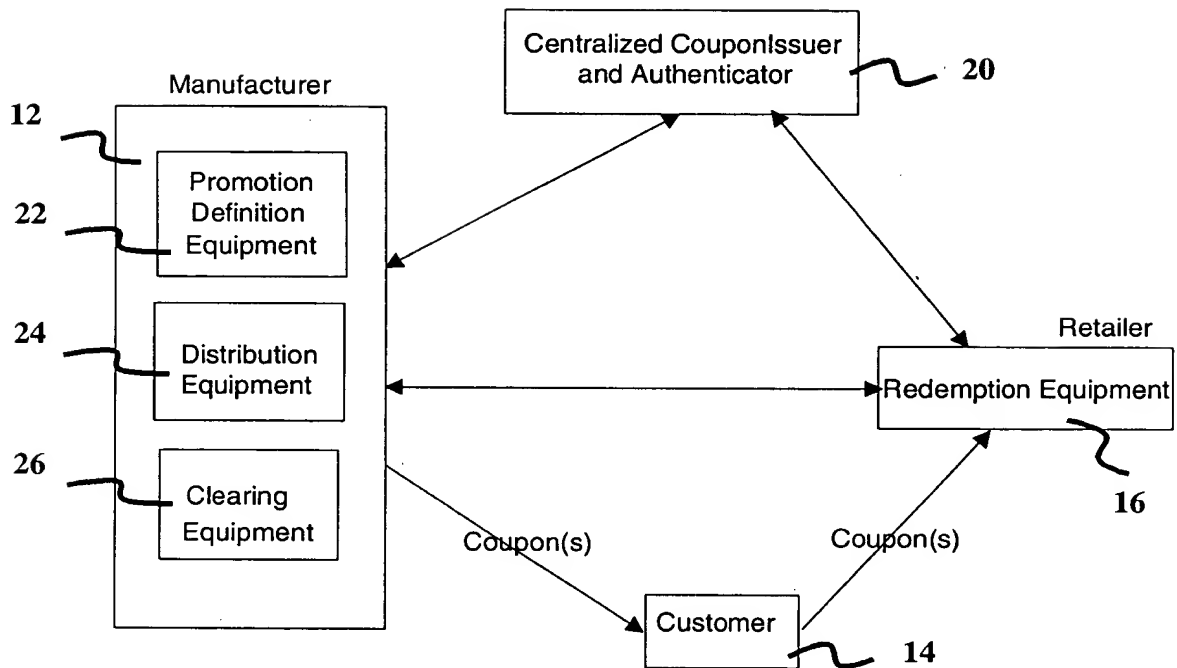 Centralized CouponIssuer
and Authenticator
20
Manufacturer
12
Promotion
Definition
Equipment
22
Retailer
24
Distribution
Equipment
Redemption Equipment
26
Clearing
Equipment
16
Coupon(s)
Coupon(s)
Customer
14